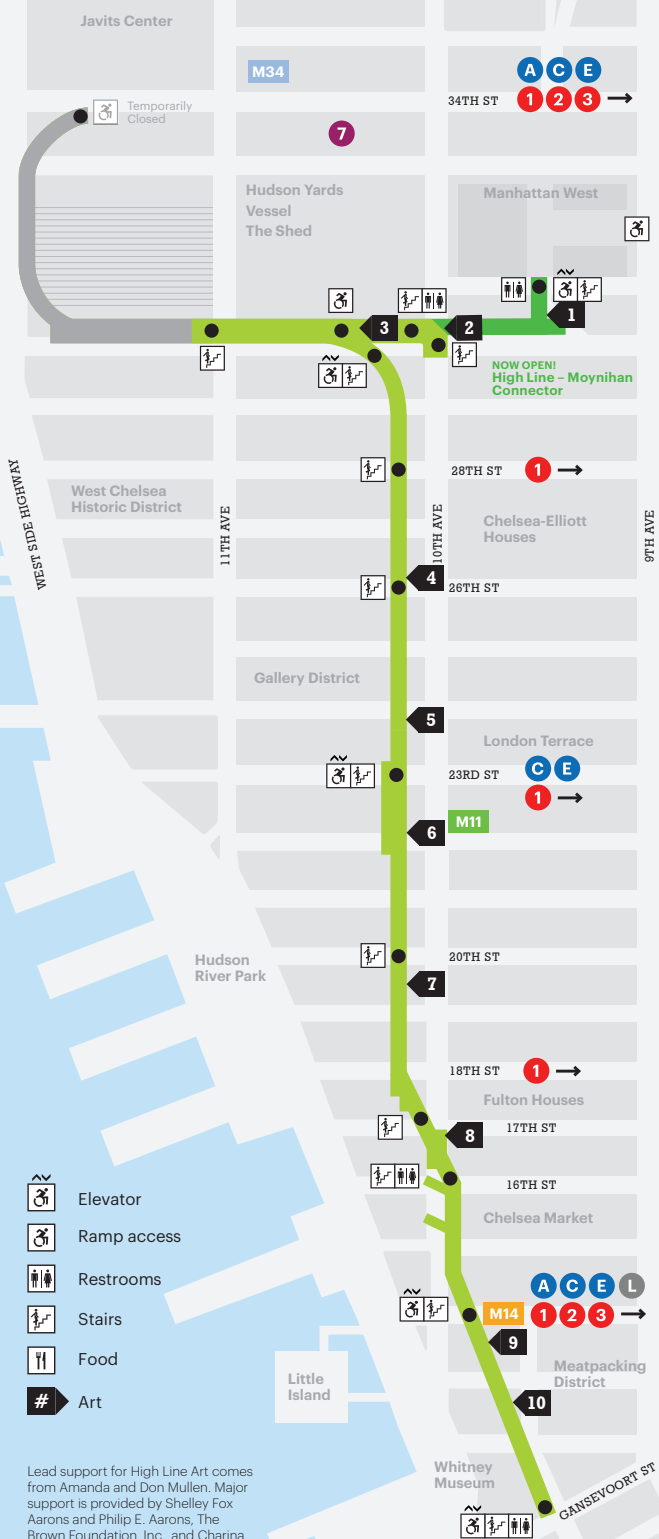 Javits Center
M34
A C E
34TH ST
1 2 3
Temporarily
Closed
7
Hudson Yards
Vessel
The Shed
Manhattan West
1
3
2
NOW OPEN!
High Line – Moynihan
Connector
28TH ST
1
WEST SIDE HIGHWAY
West Chelsea
Historic District
11TH AVE
10TH AVE
Chelsea-Elliott
Houses
9TH AVE
4
26TH ST
Gallery District
5
London Terrace
23RD ST
C E
1
M11
6
20TH ST
Hudson
River Park
7
18TH ST
1
Fulton Houses
17TH ST
8
16TH ST
Chelsea Market
Elevator
Ramp access
Restrooms
Stairs
Food
# Art
A C E L
M14
1 2 3
9
Meatpacking
District
Little
Island
10
Whitney
Museum
GANSEVOORT ST
Lead support for High Line Art comes
from Amanda and Don Mullen. Major
support is provided by Shelley Fox
Aarons and Philip E. Aarons, The
Brown Foundation, Inc., and Charina